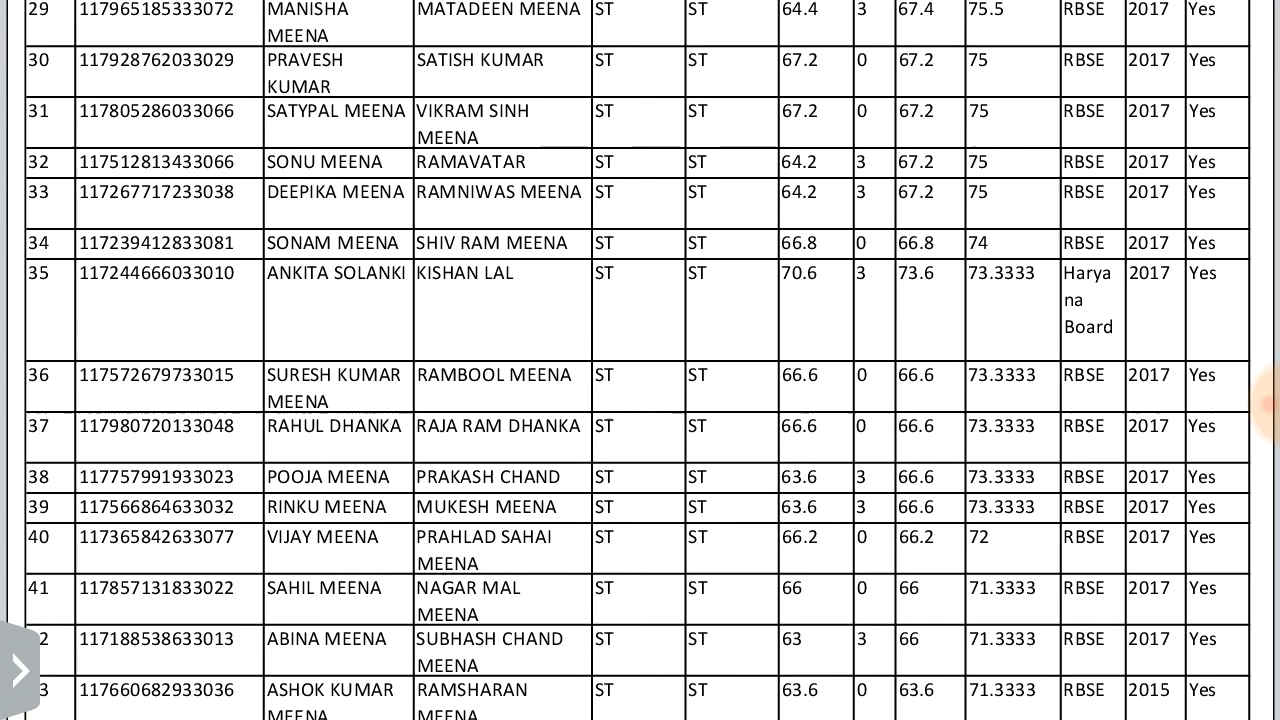 29 117965185333072 MANISHA MATADEEN MEENA ST ST 64.4 3 67.4 75.5 RBSE 2017 Yes
MEENA
30 117928762033029 PRAVESH SATISH KUMAR ST ST 67.2 0 67.2 75 RBSE 2017 Yes
KUMAR
31 117805286033066 SATYPAL MEENA VIKRAM SINH ST ST 67.2 0 67.2 75 RBSE 2017 Yes
MEENA
32 117512813433066 SONU MEENA RAMAVATAR ST ST 64.2 3 67.2 75 RBSE 2017 Yes
33 117267717233038 DEEPIKA MEENA RAMNIWAS MEENA ST ST 64.2 3 67.2 75 RBSE 2017 Yes
34 117239412833081 SONAM MEENA SHIV RAM MEENA ST ST 66.8 0 66.8 74 RBSE 2017 Yes
35 117244666033010 ANKITA SOLANKI KISHAN LAL ST ST 70.6 3 73.6 73.3333 Harya 2017 Yes
na
Board
36 117572679733015 SURESH KUMAR RAMBOOL MEENA ST ST 66.6 0 66.6 73.3333 RBSE 2017 Yes
MEENA
37 117980720133048 RAHUL DHANKA RAJA RAM DHANKA ST ST 66.6 0 66.6 73.3333 RBSE 2017 Yes
38 117757991933023 POOJA MEENA PRAKASH CHAND ST ST 63.6 3 66.6 73.3333 RBSE 2017 Yes
39 117566864633032 RINKU MEENA MUKESH MEENA ST ST 63.6 3 66.6 73.3333 RBSE 2017 Yes
40 117365842633077 VIJAY MEENA PRAHLAD SAHAI ST ST 66.2 0 66.2 72 RBSE 2017 Yes
MEENA
41 117857131833022 SAHIL MEENA NAGAR MAL ST ST 66 0 66 71.3333 RBSE 2017 Yes
MEENA
2 117188538633013 ABINA MEENA SUBHASH CHAND ST ST 63 3 66 71.3333 RBSE 2017 Yes
MEENA
3 117660682933036 ASHOK KUMAR RAMSHARAN ST ST 63.6 0 63.6 71.3333 RBSE 2015 Yes
MEENA MEENA